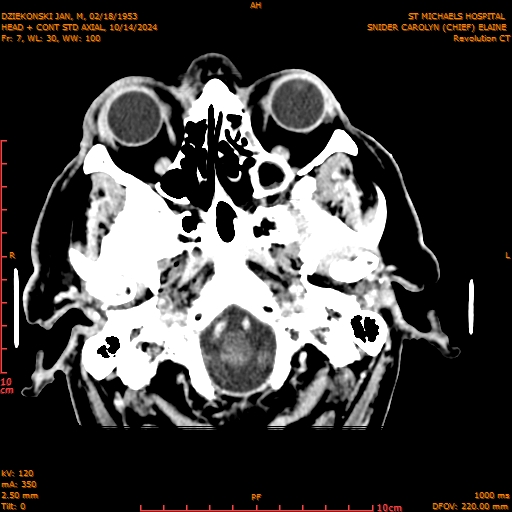 AH
DZIEKONSKI JAN, M, 02/18/1953
HEAD + CONT STD AXIAL, 10/14/2024
Fr: 7, WL: 30, WW: 100
ST MICHAELS HOSPITAL
SNIDER CAROLYN (CHIEF) ELAINE
Revolution CT
R
L
10
cm
kV: 120
mA: 350
2.50 mm
Tilt: 0
PF
10cm
1000 ms
DFOV: 220.00 mm